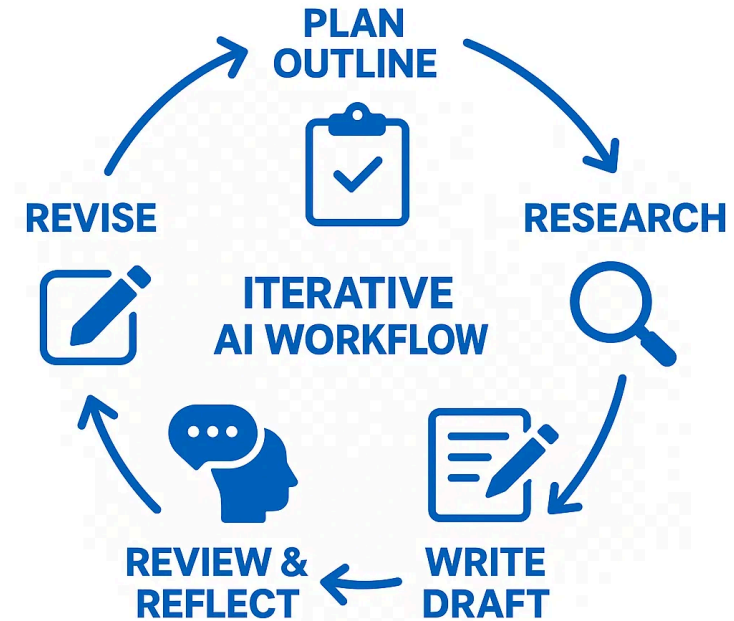 PLAN
OUTLINE
REVISE
RESEARCH
ITERATIVE
AI WORKFLOW
REVIEW &
REFLECT
WRITE
DRAFT